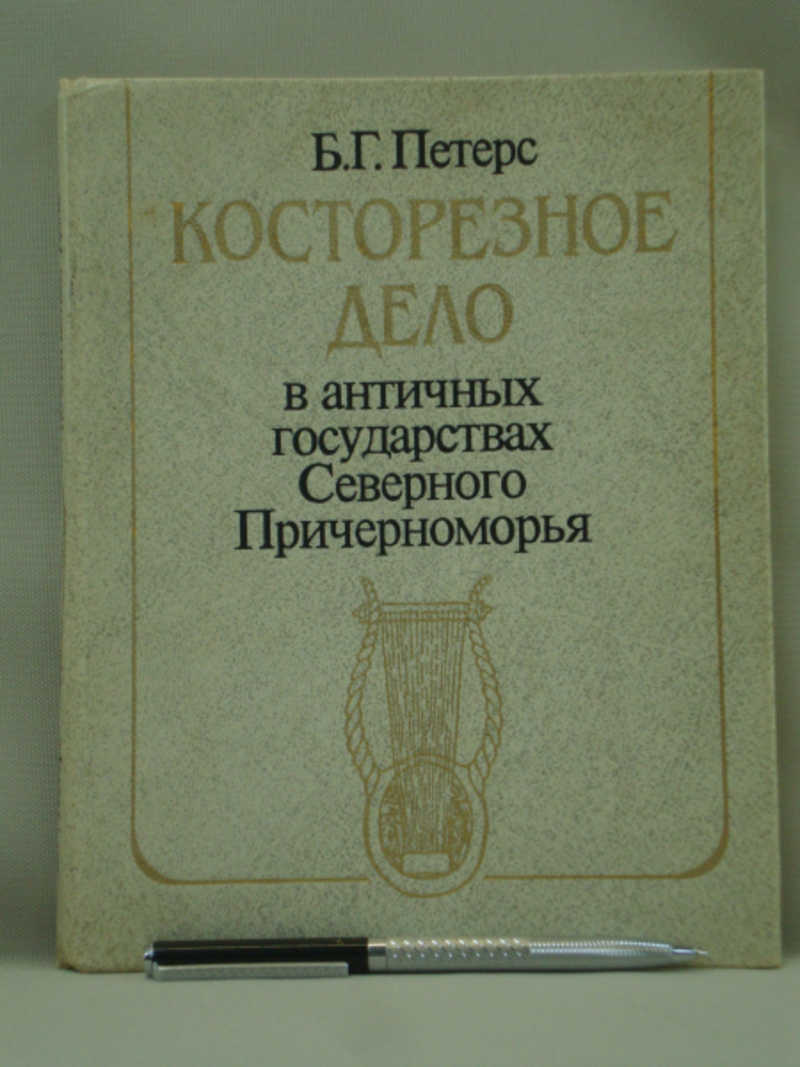 Б.Г. Петерс
КОСТОРЕЗНОЕ
ДЕЛО
в античных
государствах
Северного
Причерноморья